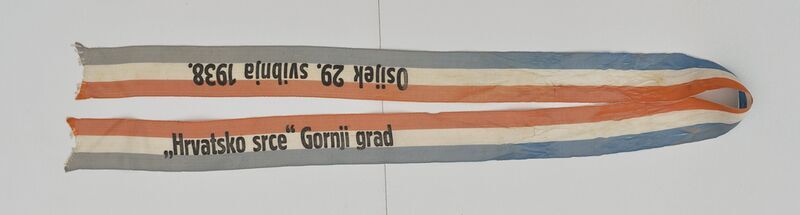 Osijek 29. svibnja 1938.
„Hrvatsko srce“ Gornji grad